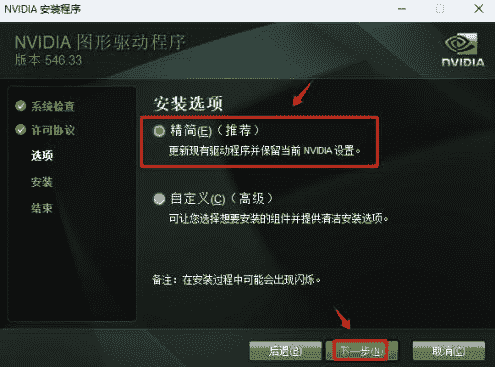 NVIDIA 安装程序
NVIDIA 图形驱动程序
版本 546.33
NVIDIA
系统检查
许可协议
选项
安装
结束
安装选项
精简(E)（推荐）
更新现有驱动程序并保留当前 NVIDIA 设置。
自定义(C)（高级）
可让您选择想要安装的组件并提供清洁安装选项。
备注：在安装过程中可能会出现闪烁。
后退(B)
下一步(N)
取消(C)